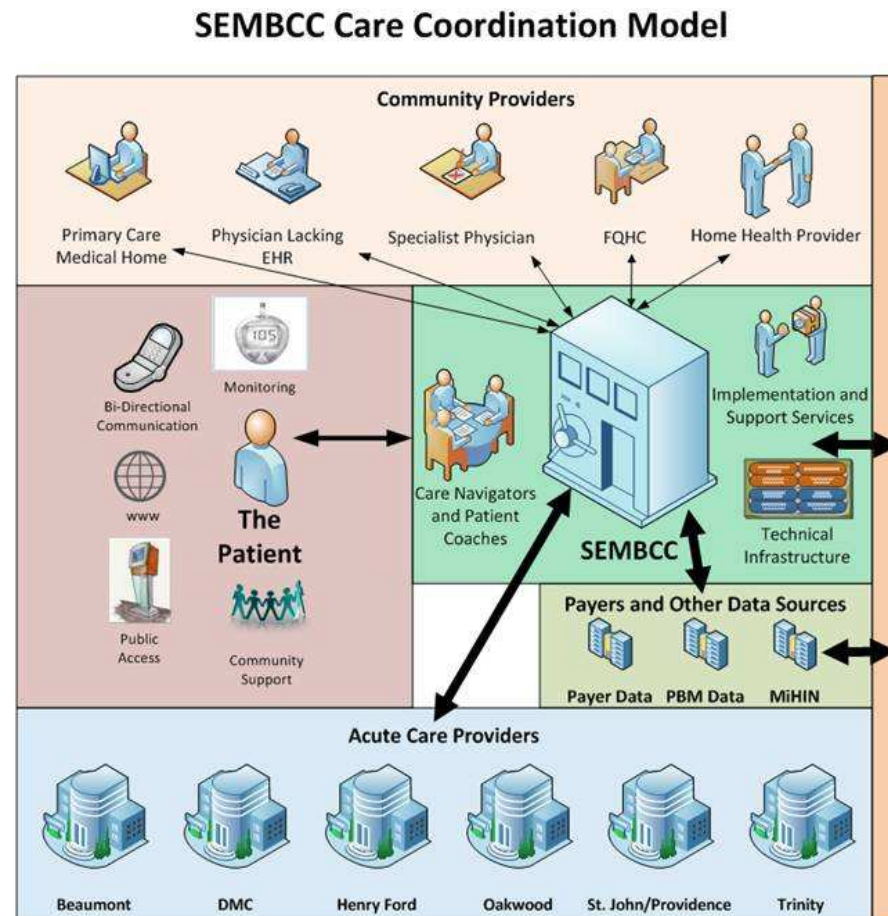 SEMBCC Care Coordination Model
Community Providers
Primary Care
Medical Home
Physician Lacking
EHR
Specialist Physician
FQHC
Home Health Provider
105
Monitoring
Bi-Directional
Communication
www
The
Patient
Public
Access
Community
Support
Care Navigators
and Patient
Coaches
SEMBCC
Implementation and
Support Services
Technical
Infrastructure
Payers and Other Data Sources
Payer Data
PBM Data
MiHIN
Acute Care Providers
Beaumont
DMC
Henry Ford
Oakwood
St. John/Providence
Trinity